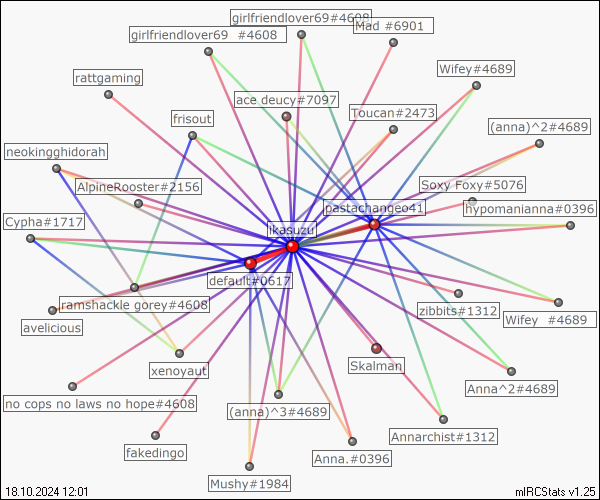 girlfriendlover69#4608
Mad #6901
girlfriendlover69 #4608
Wifey#4689
rattgaming
ace deucy#7097
Toucan#2473
frisout
(anna)^2#4689
neokingghidorah
AlpineRooster#2156
Soxy Foxy#5076
pastachangeo41
hypomanianna#0396
Cypha#1717
likasuzu
default#0617
ramshackle gorey#4608
zibbits#1312
Wifey #4689
avelicious
xenoyaut
Skalman
Anna^2#4689
no cops no laws no hope#4608
(anna)^3#4689
Annarchist#1312
fakedingo
Anna.#0396
Mushy#1984
18.10.2024 12:01
mIRCStats v1.25